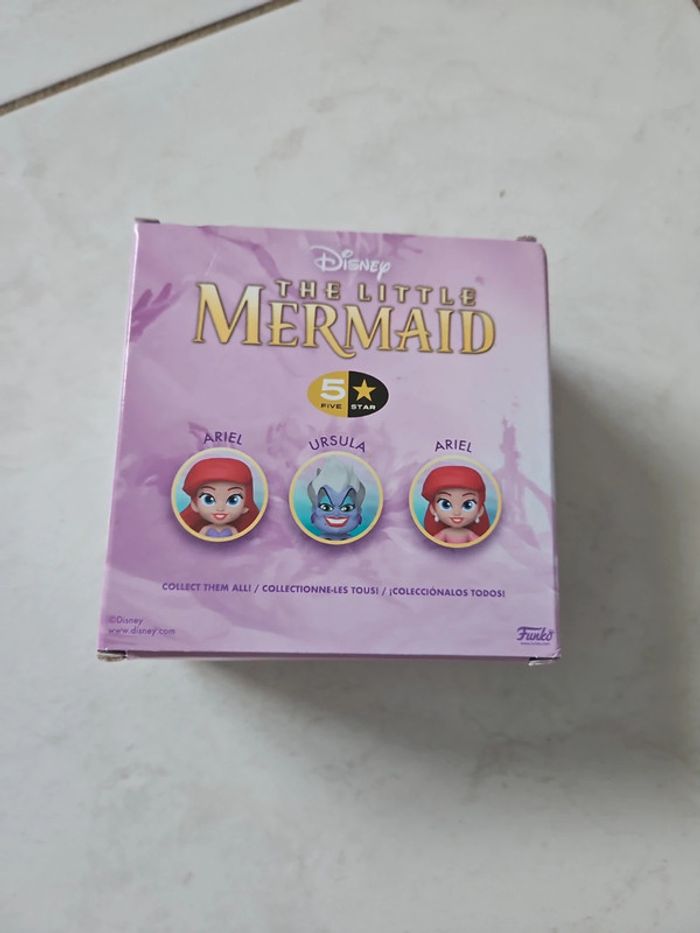 Disney
THE LITTLE
MERMAID
5 ★
FIVE STAR
ARIEL URSULA ARIEL
COLLECT THEM ALL! / COLLECTIONNE-LES TOUS! / ¡COLECCIÓNALOS TODOS!
©Disney
www.disney.com
Funko